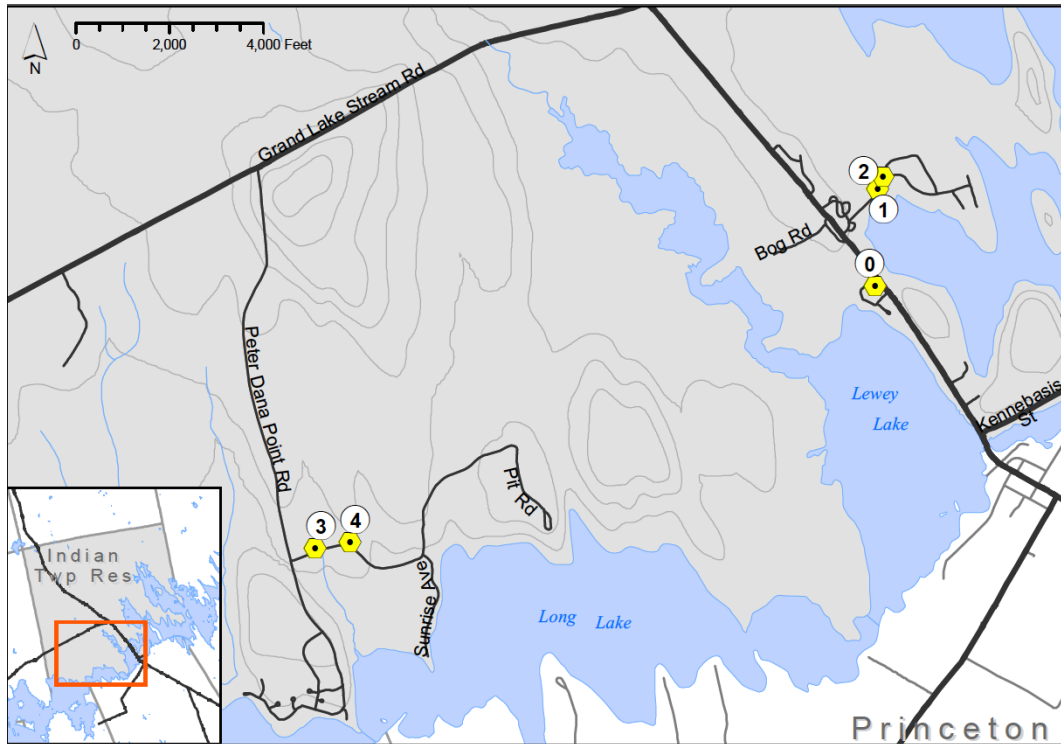 0 2,000 4,000 Feet
N
Grand Lake Stream Rd
2
1
Bog Rd
0
Peter Dana Point Rd
Lewey
Lake
Kennebasis
St
Pit Rd
3
4
Sunrise Ave
Indian
Twp Res
Long Lake
Princeton